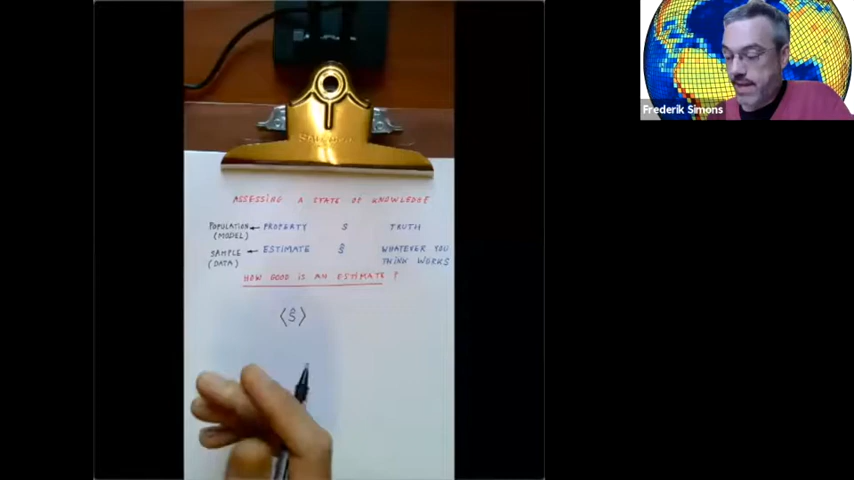 Frederik Simons
ASSESSING A STATE OF KNOWLEDGE
POPULATION ← PROPERTY S TRUTH
(MODEL)
SAMPLE ← ESTIMATE Ŝ WHATEVER YOU
(DATA) THINK WORKS
HOW GOOD IS AN ESTIMATE ?
⟨Ŝ⟩